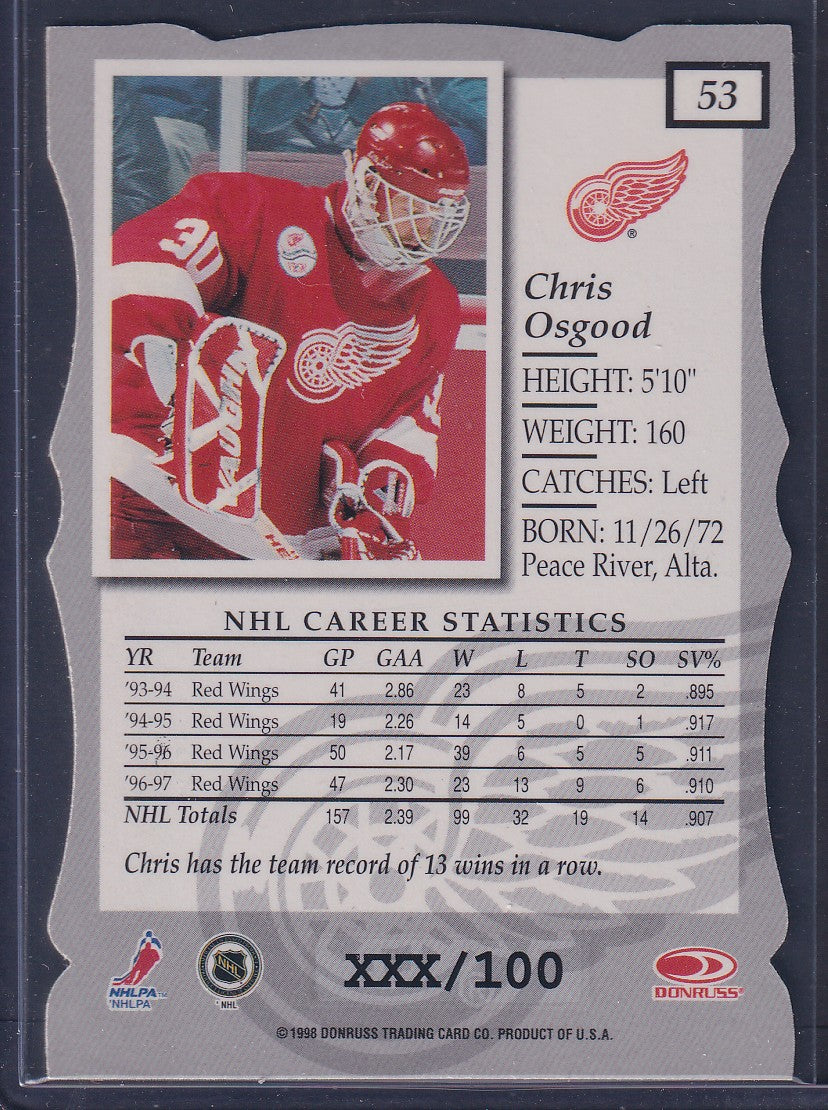 53
®
30
VAUGHN
Chris
Osgood
HEIGHT: 5'10"
WEIGHT: 160
CATCHES: Left
BORN: 11/26/72
Peace River, Alta.
NHL CAREER STATISTICS
YR Team GP GAA W L T SO SV%
'93-94 Red Wings 41 2.86 23 8 5 2 .895
'94-95 Red Wings 19 2.26 14 5 0 1 .917
'95-96 Red Wings 50 2.17 39 6 5 5 .911
'96-97 Red Wings 47 2.30 23 13 9 6 .910
NHL Totals 157 2.39 99 32 19 14 .907
Chris has the team record of 13 wins in a row.
NHLPA™
'NHLPA
NHL
'NHL
XXX/100
DONRUSS®
©1998 DONRUSS TRADING CARD CO. PRODUCT OF U.S.A.